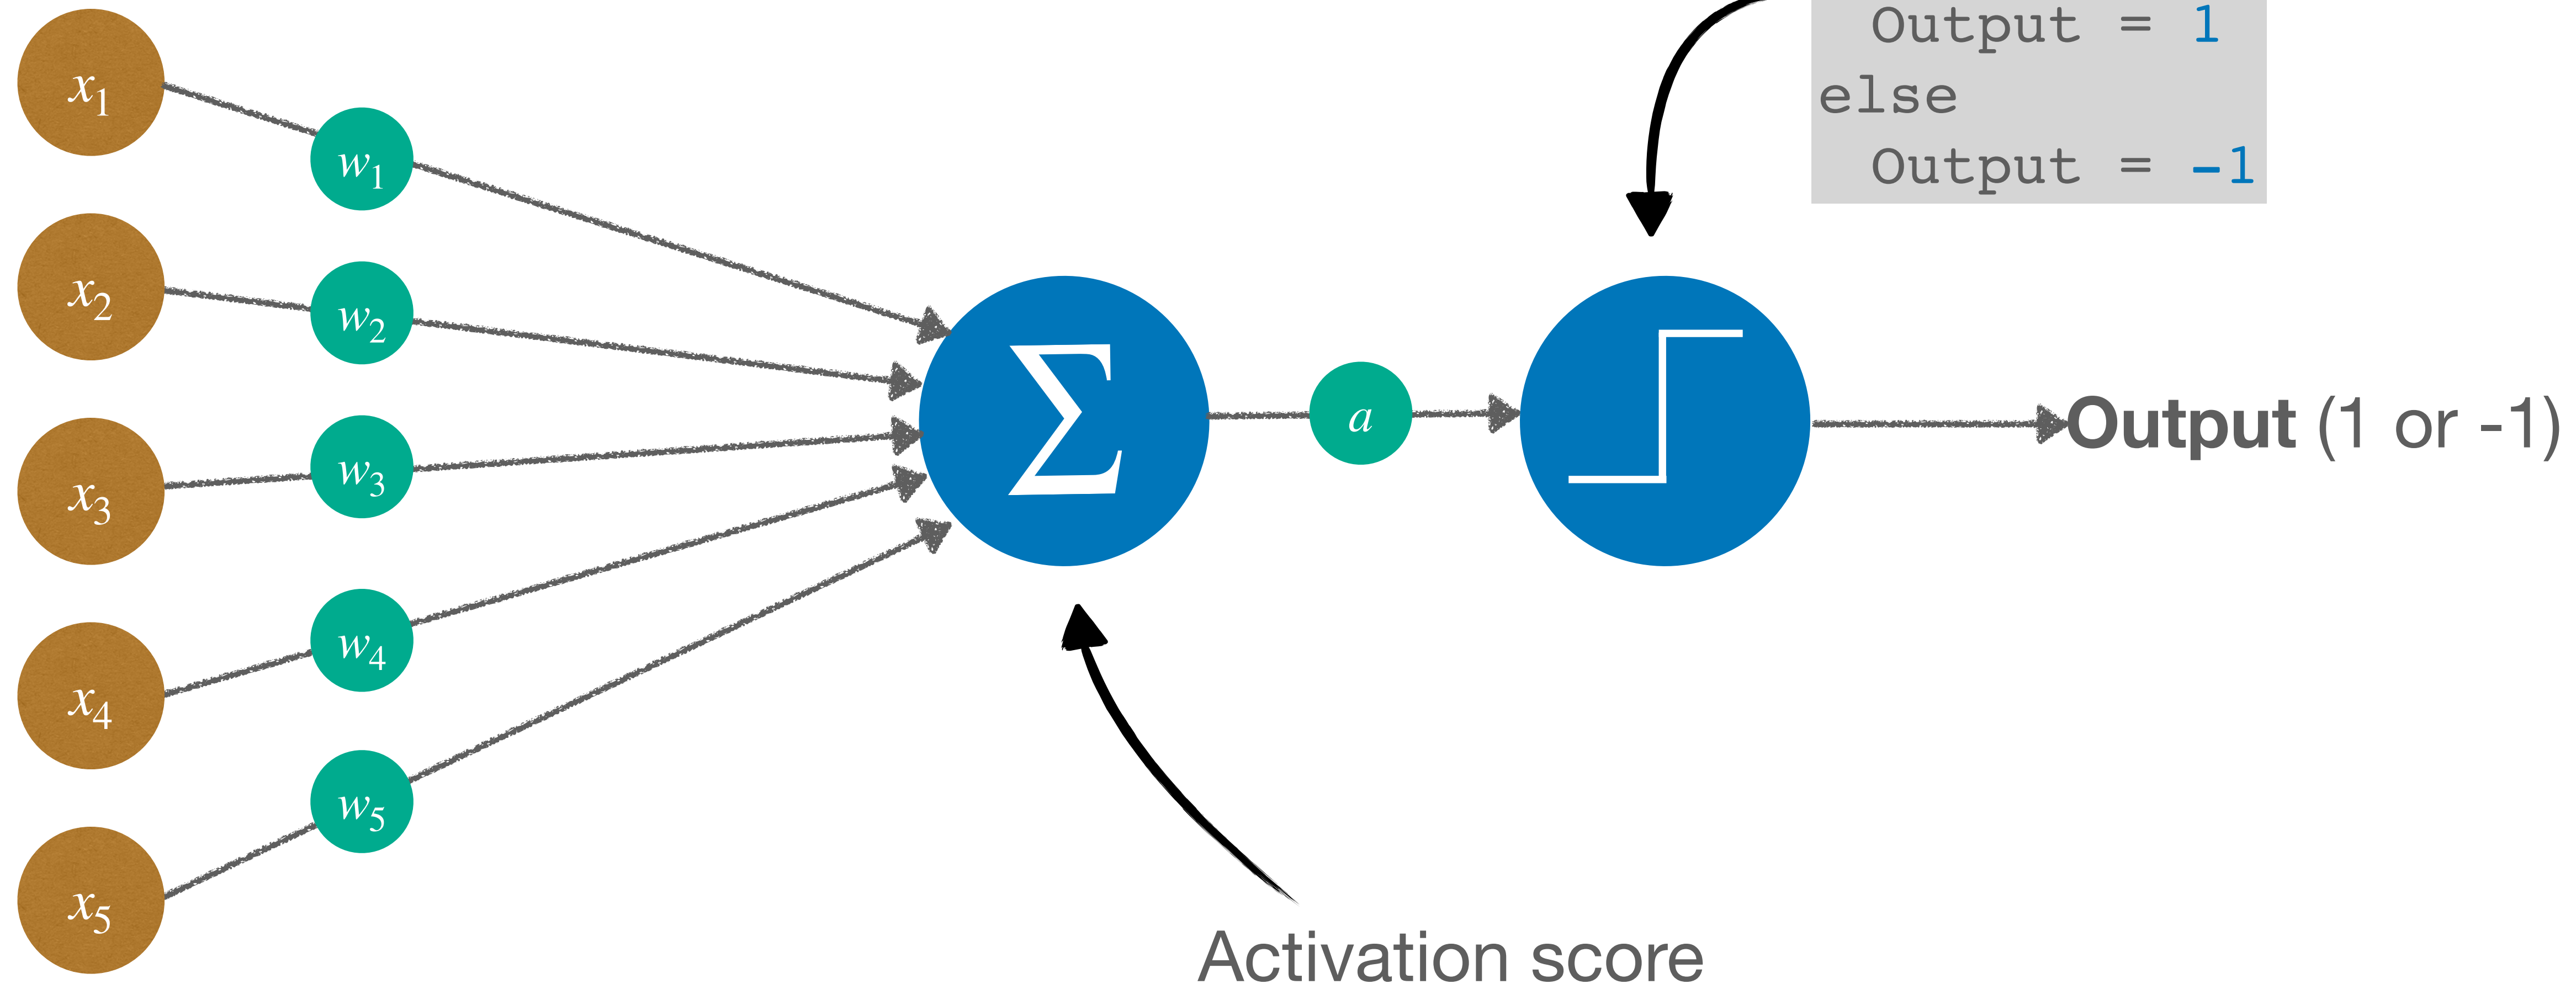 Output = 1
else
Output = -1
x₁
w₁
x₂
w₂
x₃
w₃
x₄
w₄
x₅
w₅
Σ
a
Output (1 or -1)
Activation score